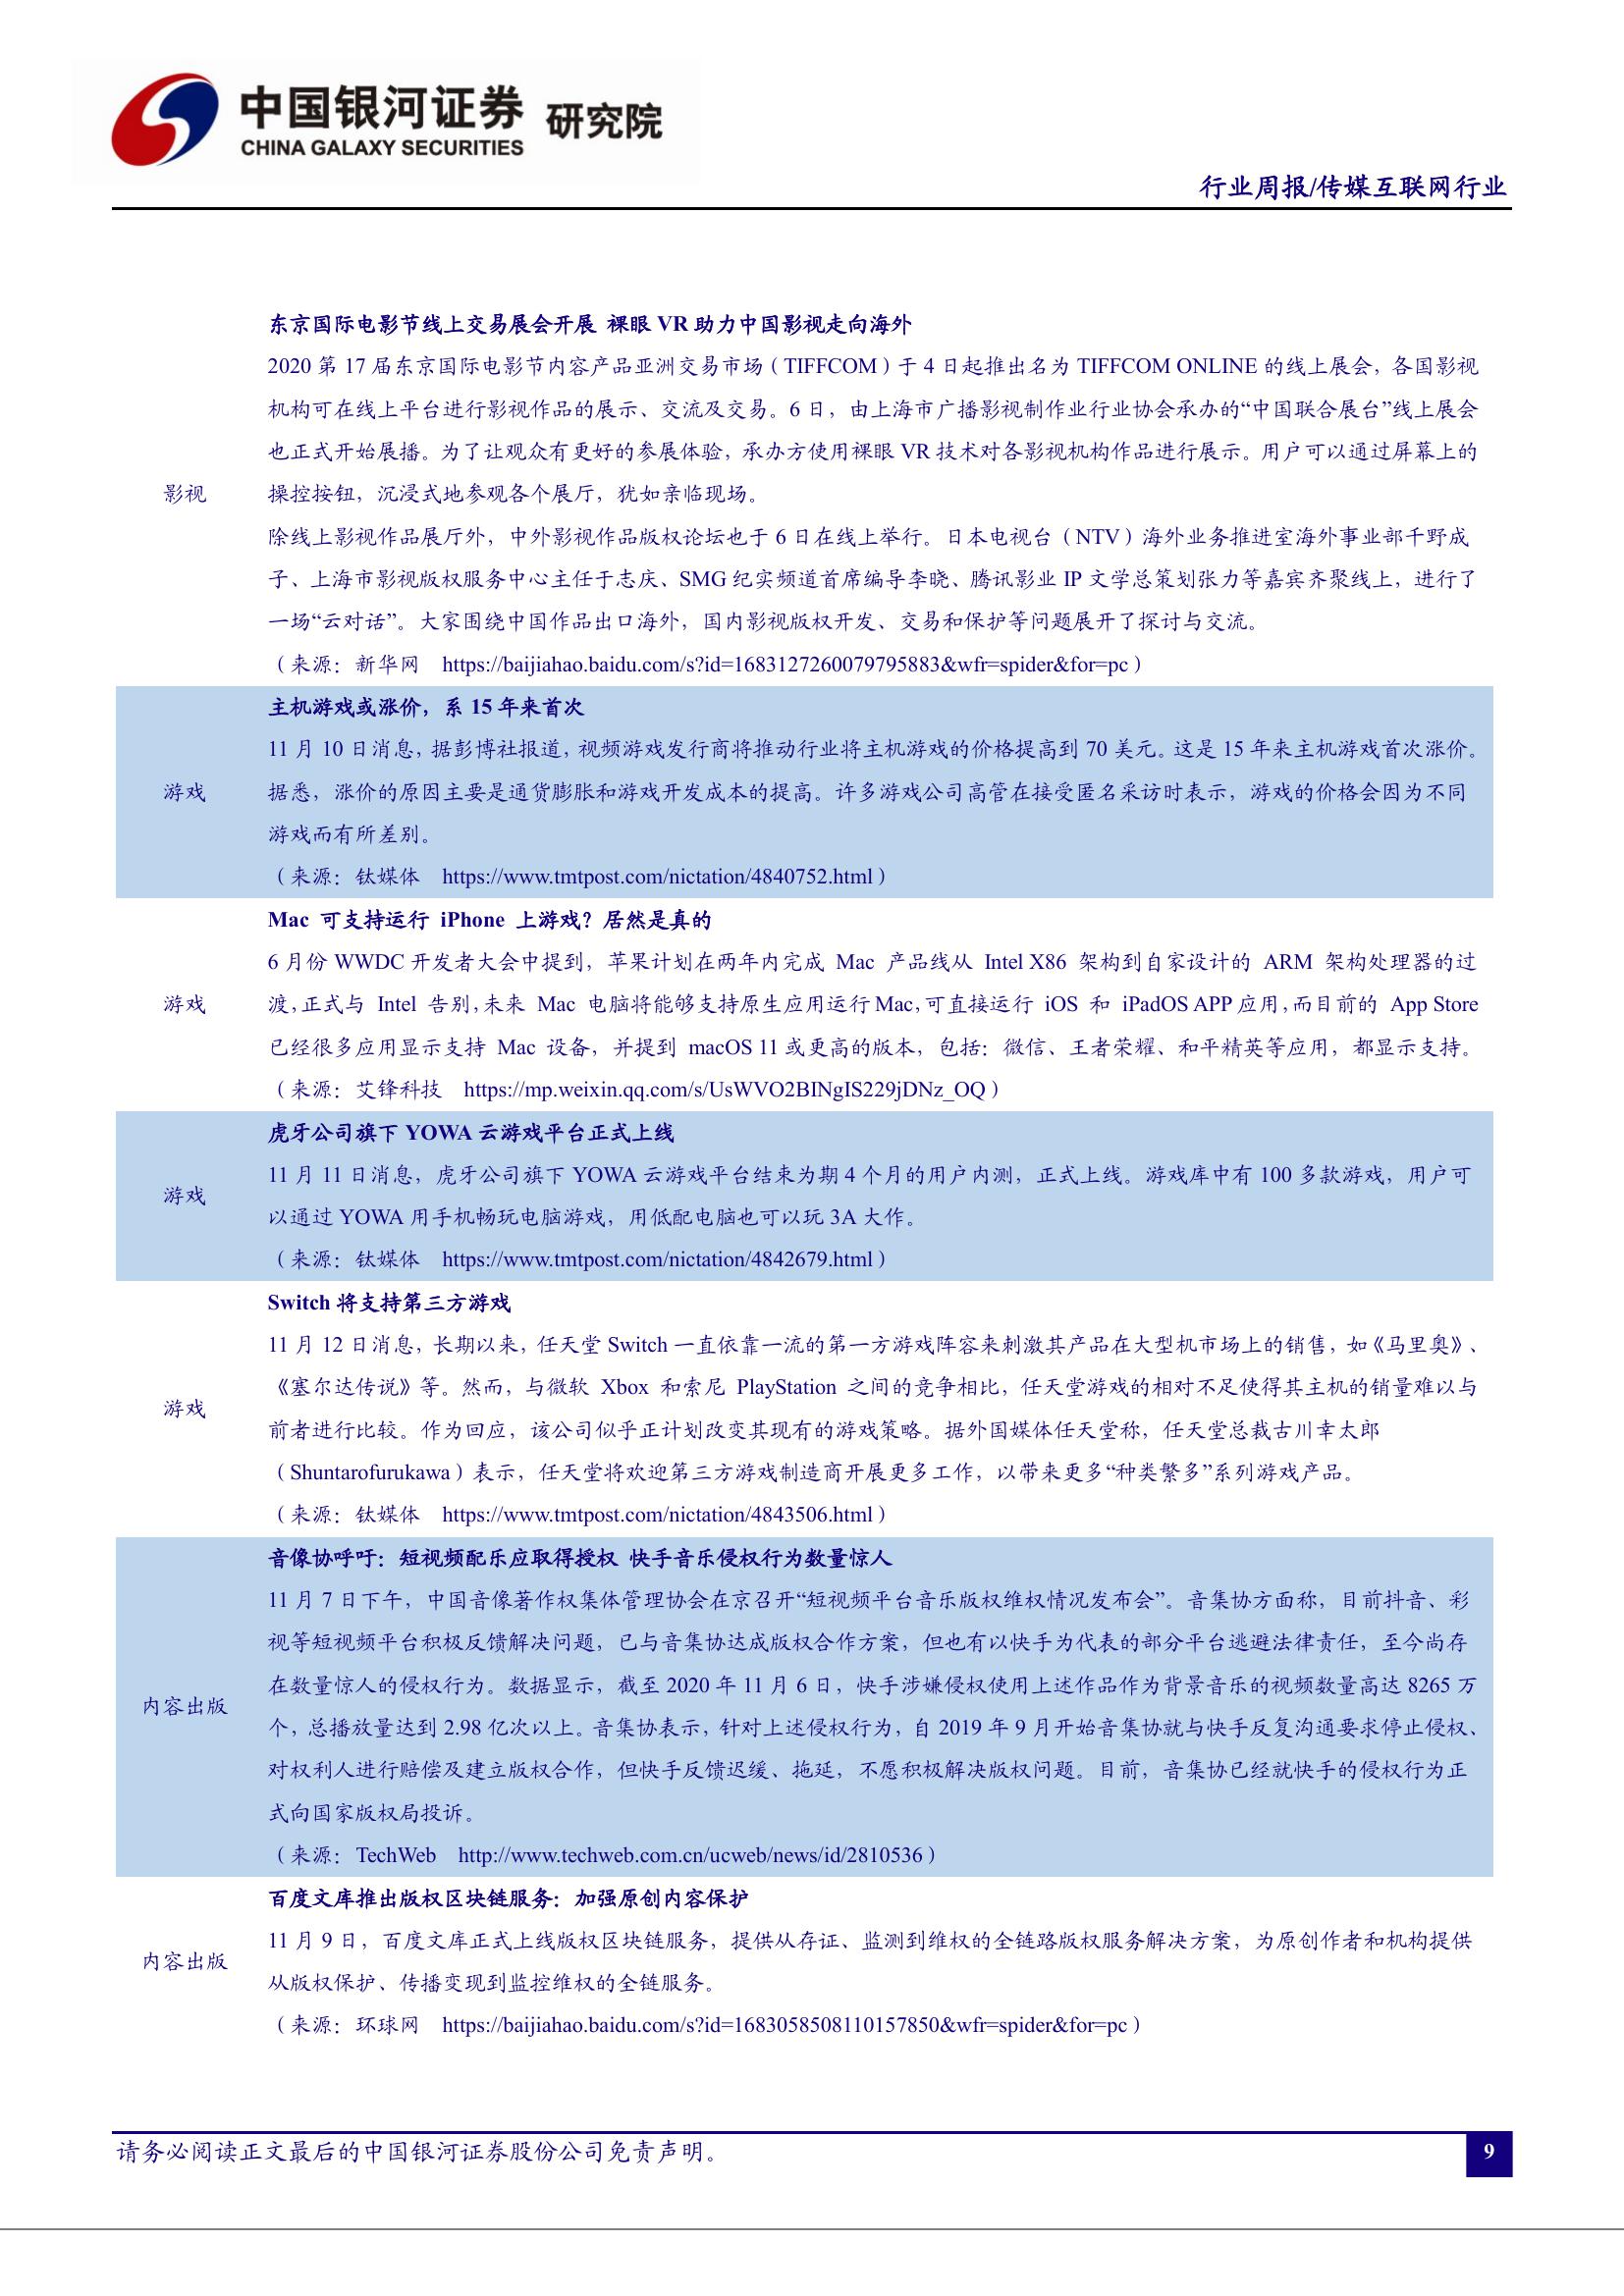 中国银河证券 研究院
CHINA GALAXY SECURITIES
行业周报/传媒互联网行业
东京国际电影节线上交易展会开展 裸眼 VR 助力中国影视走向海外
2020 第 17 届东京国际电影节内容产品亚洲交易市场（TIFFCOM）于 4 日起推出名为 TIFFCOM ONLINE 的线上展会，各国影视
机构可在线上平台进行影视作品的展示、交流及交易。6 日，由上海市广播影视制作业行业协会承办的“中国联合展台”线上展会
也正式开始展播。为了让观众有更好的参展体验，承办方使用裸眼 VR 技术对各影视机构作品进行展示。用户可以通过屏幕上的
影视
操控按钮，沉浸式地参观各个展厅，犹如亲临现场。
除线上影视作品展厅外，中外影视作品版权论坛也于 6 日在线上举行。日本电视台（NTV）海外业务推进室海外事业部千野成
子、上海市影视版权服务中心主任于志庆、SMG 纪实频道首席编导李晓、腾讯影业 IP 文学总策划张力等嘉宾齐聚线上，进行了
一场“云对话”。大家围绕中国作品出口海外，国内影视版权开发、交易和保护等问题展开了探讨与交流。
（来源：新华网 https://baijiahao.baidu.com/s?id=1683127260079795883&wfr=spider&for=pc）
主机游戏或涨价，系 15 年来首次
11 月 10 日消息，据彭博社报道，视频游戏发行商将推动行业将主机游戏的价格提高到 70 美元。这是 15 年来主机游戏首次涨价。
游戏
据悉，涨价的原因主要是通货膨胀和游戏开发成本的提高。许多游戏公司高管在接受匿名采访时表示，游戏的价格会因为不同
游戏而有所差别。
（来源：钛媒体 https://www.tmtpost.com/nictation/4840752.html）
Mac 可支持运行 iPhone 上游戏？居然是真的
6 月份 WWDC 开发者大会中提到，苹果计划在两年内完成 Mac 产品线从 Intel X86 架构到自家设计的 ARM 架构处理器的过
游戏
渡，正式与 Intel 告别，未来 Mac 电脑将能够支持原生应用运行 Mac，可直接运行 iOS 和 iPadOS APP 应用，而目前的 App Store
已经很多应用显示支持 Mac 设备，并提到 macOS 11 或更高的版本，包括：微信、王者荣耀、和平精英等应用，都显示支持。
（来源：艾锋科技 https://mp.weixin.qq.com/s/UsWVO2BINgIS229jDNz_OQ）
虎牙公司旗下 YOWA 云游戏平台正式上线
11 月 11 日消息，虎牙公司旗下 YOWA 云游戏平台结束为期 4 个月的用户内测，正式上线。游戏库中有 100 多款游戏，用户可
游戏
以通过 YOWA 用手机畅玩电脑游戏，用低配电脑也可以玩 3A 大作。
（来源：钛媒体 https://www.tmtpost.com/nictation/4842679.html）
Switch 将支持第三方游戏
11 月 12 日消息，长期以来，任天堂 Switch 一直依靠一流的第一方游戏阵容来刺激其产品在大型机市场上的销售，如《马里奥》、
《塞尔达传说》等。然而，与微软 Xbox 和索尼 PlayStation 之间的竞争相比，任天堂游戏的相对不足使得其主机的销量难以与
游戏
前者进行比较。作为回应，该公司似乎正计划改变其现有的游戏策略。据外国媒体任天堂称，任天堂总裁古川幸太郎
（Shuntarofurukawa）表示，任天堂将欢迎第三方游戏制造商开展更多工作，以带来更多“种类繁多”系列游戏产品。
（来源：钛媒体 https://www.tmtpost.com/nictation/4843506.html）
音像协呼吁：短视频配乐应取得授权 快手音乐侵权行为数量惊人
11 月 7 日下午，中国音像著作权集体管理协会在京召开“短视频平台音乐版权维权情况发布会”。音集协方面称，目前抖音、彩
视等短视频平台积极反馈解决问题，已与音集协达成版权合作方案，但也有以快手为代表的部分平台逃避法律责任，至今尚存
在数量惊人的侵权行为。数据显示，截至 2020 年 11 月 6 日，快手涉嫌侵权使用上述作品作为背景音乐的视频数量高达 8265 万
内容出版
个，总播放量达到 2.98 亿次以上。音集协表示，针对上述侵权行为，自 2019 年 9 月开始音集协就与快手反复沟通要求停止侵权、
对权利人进行赔偿及建立版权合作，但快手反馈迟缓、拖延，不愿积极解决版权问题。目前，音集协已经就快手的侵权行为正
式向国家版权局投诉。
（来源：TechWeb http://www.techweb.com.cn/ucweb/news/id/2810536）
百度文库推出版权区块链服务：加强原创内容保护
11 月 9 日，百度文库正式上线版权区块链服务，提供从存证、监测到维权的全链路版权服务解决方案，为原创作者和机构提供
内容出版
从版权保护、传播变现到监控维权的全链服务。
（来源：环球网 https://baijiahao.baidu.com/s?id=1683058508110157850&wfr=spider&for=pc）
请务必阅读正文最后的中国银河证券股份公司免责声明。
9